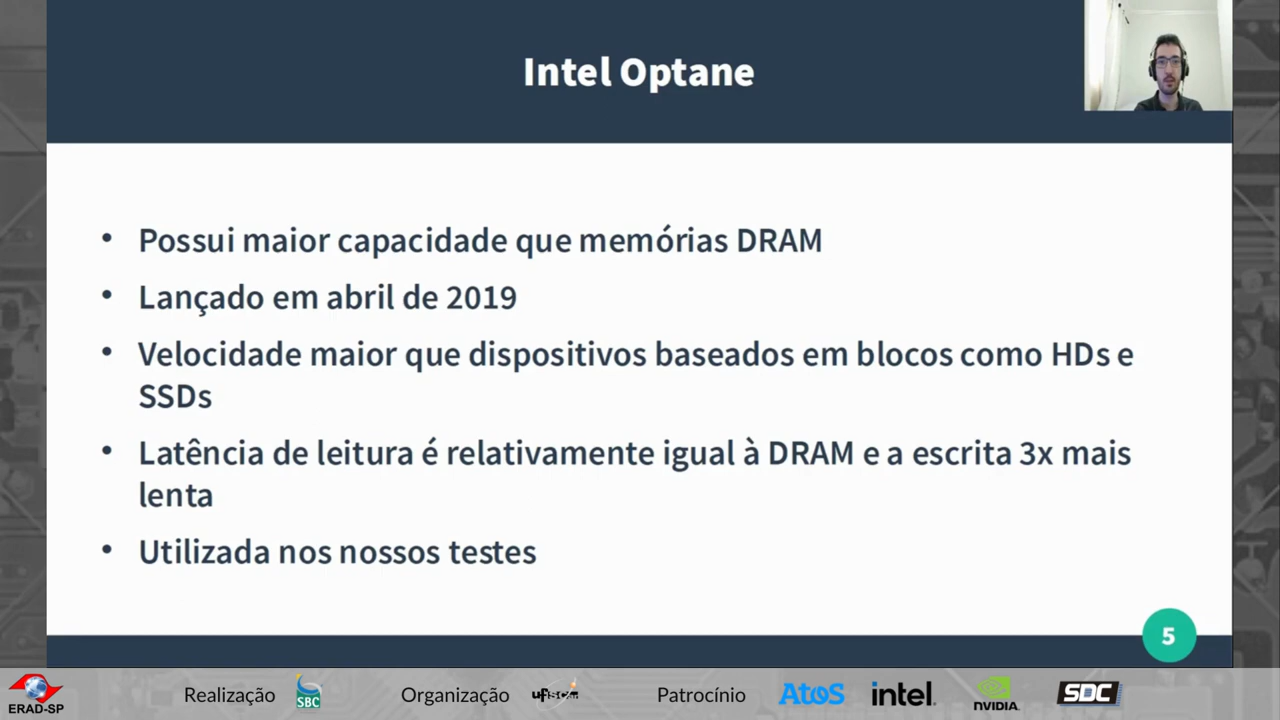 Intel Optane
• Possui maior capacidade que memórias DRAM
• Lançado em abril de 2019
• Velocidade maior que dispositivos baseados em blocos como HDs e
SSDs
• Latência de leitura é relativamente igual à DRAM e a escrita 3x mais
lenta
• Utilizada nos nossos testes
5
ERAD-SP
Realização
SBC
Organização
ufscar
Patrocínio
Atos
intel.
NVIDIA.
SDC